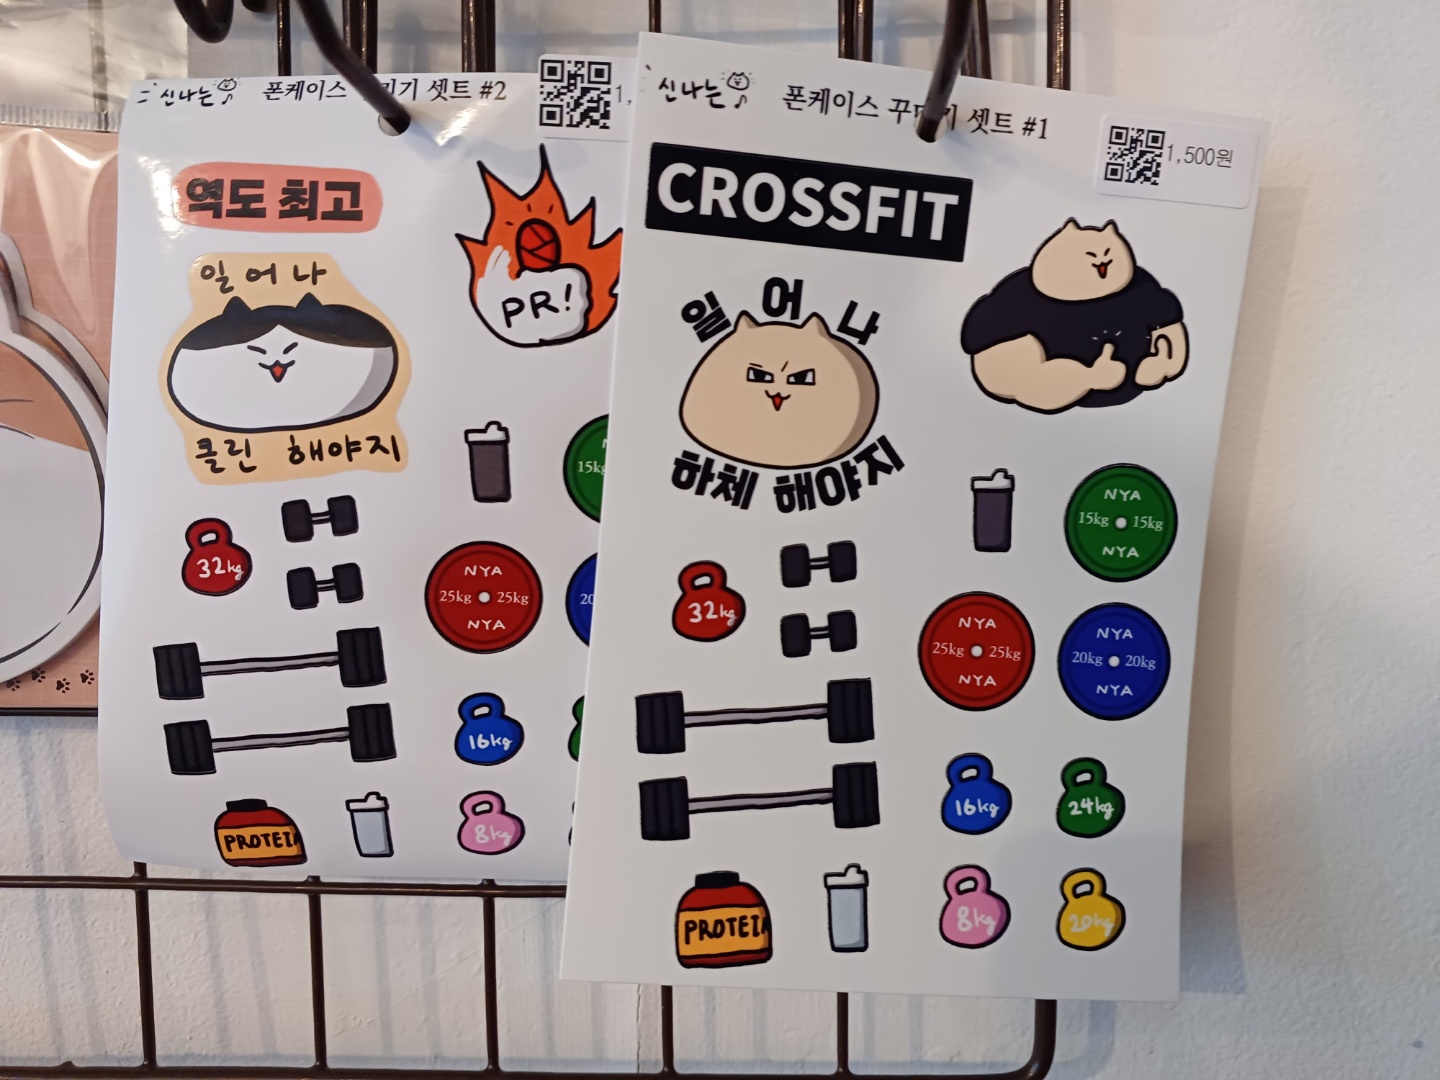 신나는
폰케이스
기 셋트 #2
역도 최고
일어나
클린 해야지
PR!
15kg
32kg
NYA
25kg 25kg
NYA
20
16kg
PROTEIN
8kg
신나는
폰케이스 꾸미기 셋트 #1
1,500원
CROSSFIT
일어나
하체 해야지
NYA
15kg 15kg
NYA
32kg
NYA
25kg 25kg
NYA
NYA
20kg 20kg
NYA
16kg
24kg
PROTEIN
8kg
20kg